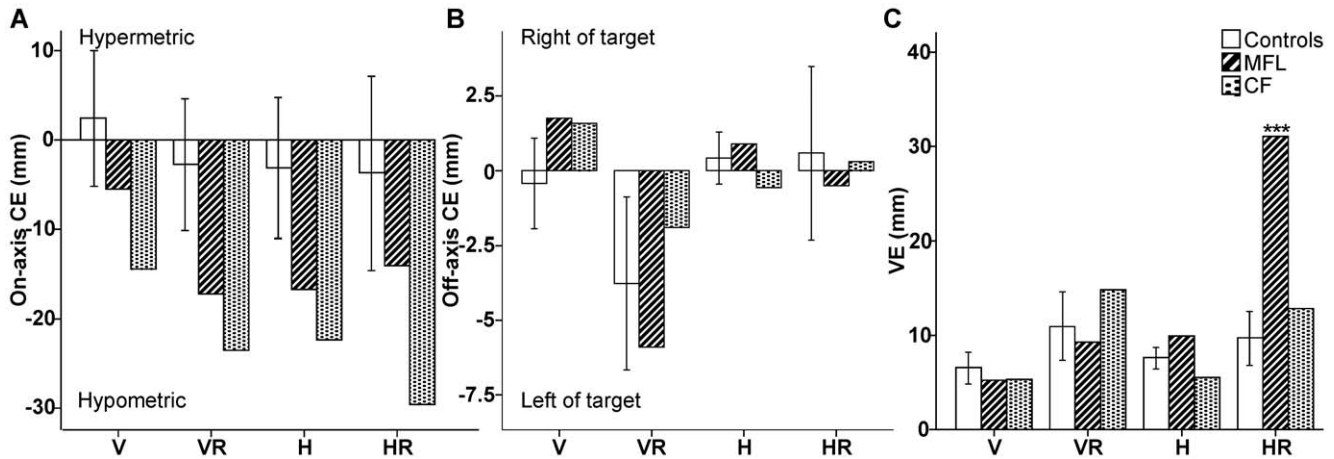 A
Hypermetric
10
0
-10
-20
-30
On-axis CE (mm)
Hypometric
V VR H HR
B
Right of target
2.5
0
-2.5
-5
-7.5
Off-axis CE (mm)
Left of target
V VR H HR
C
40
30
20
10
0
VE (mm)
Controls
MFL
CF
***
V VR H HR